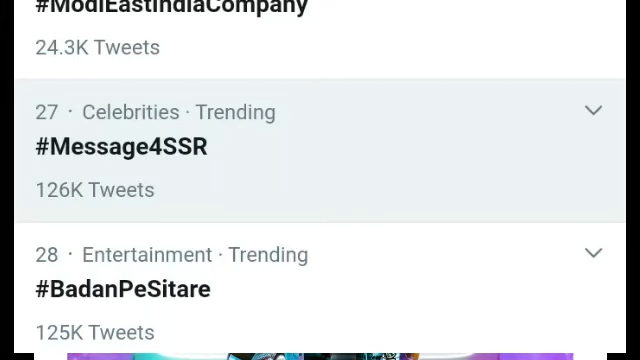 #ModiEastIndiaCompany
24.3K Tweets
27 · Celebrities · Trending
#Message4SSR
126K Tweets
28 · Entertainment · Trending
#BadanPeSitare
125K Tweets